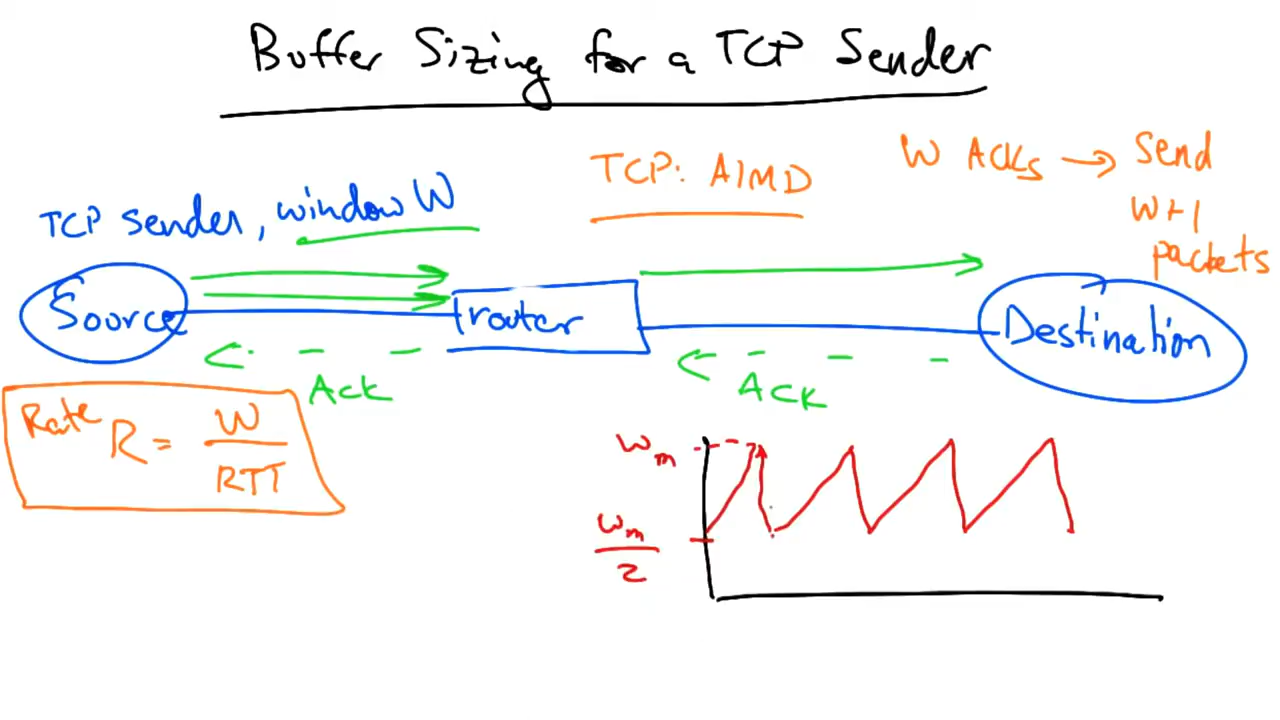 Buffer Sizing for a TCP Sender
TCP: AIMD
W ACKs → Send
W+1
packets
TCP sender, window W
Source
router
Destination
Ack
ACK
Rate R = W
RTT
Wm
Wm
2